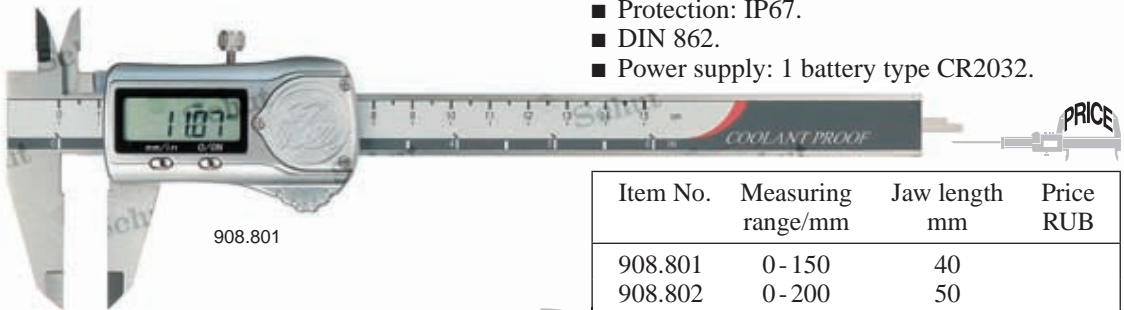 ■ Protection: IP67.
■ DIN 862.
■ Power supply: 1 battery type CR2032.
PRICE
COOLANT PROOF
mm/in O/ON
908.801
Item No. Measuring range/mm Jaw length mm Price RUB
908.801 0-150 40
908.802 0-200 50